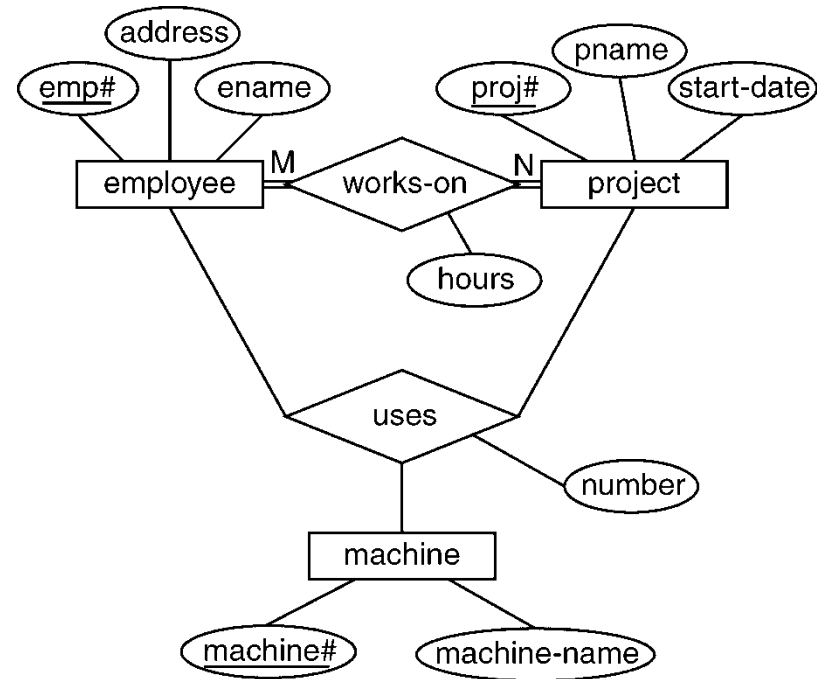 address
pname
emp#
ename
proj#
start-date
M
N
employee
works-on
project
hours
uses
number
machine
machine#
machine-name